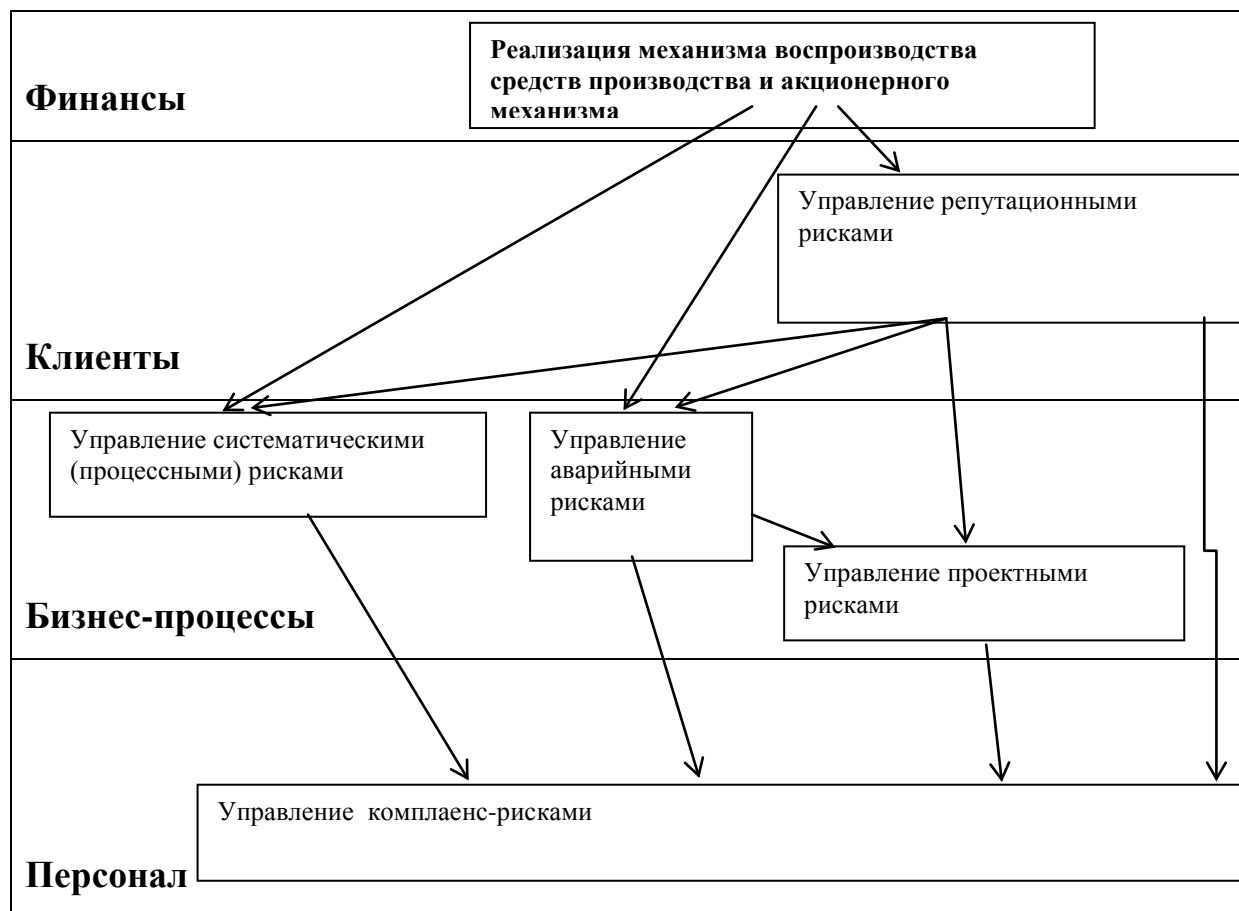 Реализация механизма воспроизводства
средств производства и акционерного
механизма
Финансы
Управление репутационными
рисками
Клиенты
Управление систематическими
(процессными) рисками
Управление
аварийными
рисками
Управление проектными
рисками
Бизнес-процессы
Управление комплаенс-рисками
Персонал